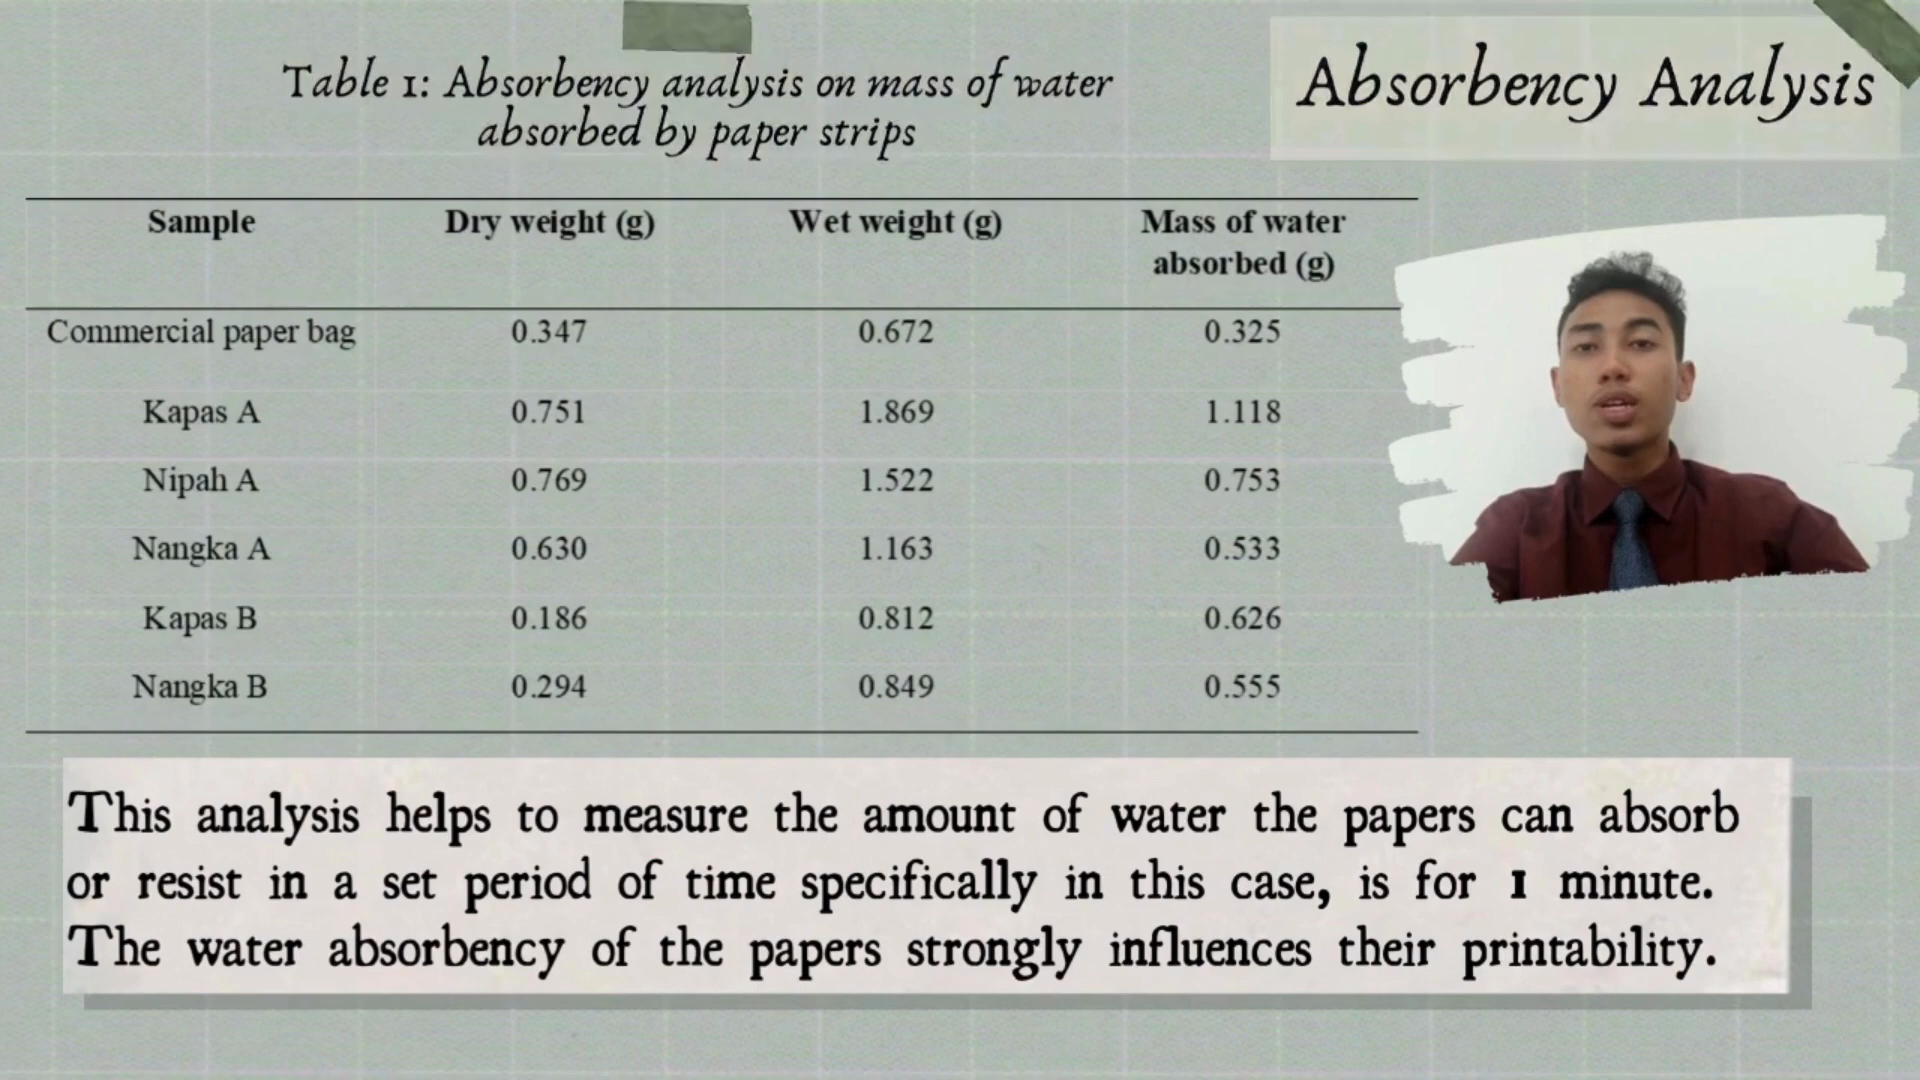 Absorbency Analysis
Table 1: Absorbency analysis on mass of water
absorbed by paper strips
Sample Dry weight (g) Wet weight (g) Mass of water absorbed (g)
Commercial paper bag 0.347 0.672 0.325
Kapas A 0.751 1.869 1.118
Nipah A 0.769 1.522 0.753
Nangka A 0.630 1.163 0.533
Kapas B 0.186 0.812 0.626
Nangka B 0.294 0.849 0.555
This analysis helps to measure the amount of water the papers can absorb
or resist in a set period of time specifically in this case, is for 1 minute.
The water absorbency of the papers strongly influences their printability.